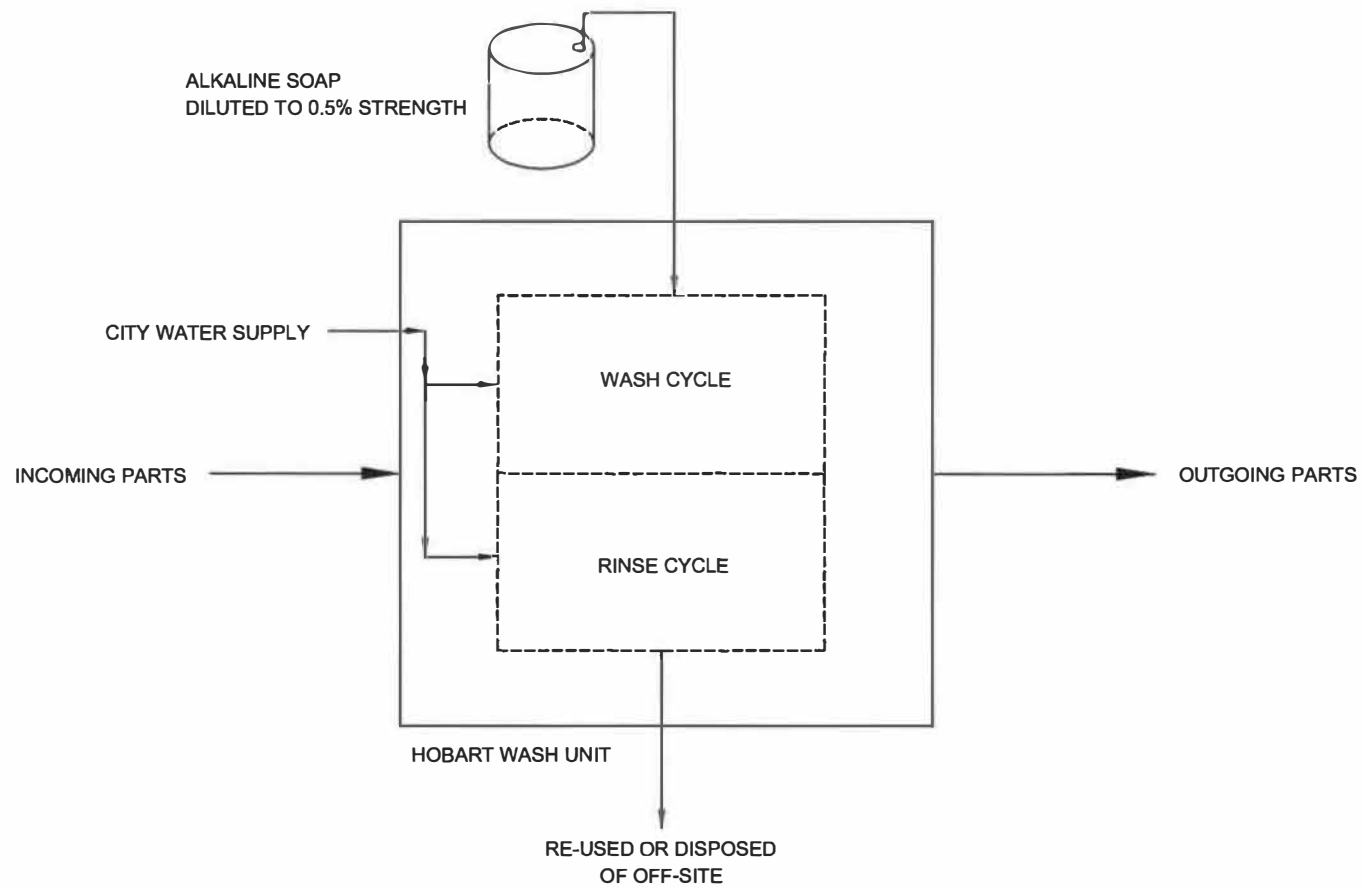 ALKALINE SOAP
DILUTED TO 0.5% STRENGTH
CITY WATER SUPPLY
WASH CYCLE
INCOMING PARTS
OUTGOING PARTS
RINSE CYCLE
HOBART WASH UNIT
RE-USED OR DISPOSED
OF OFF-SITE